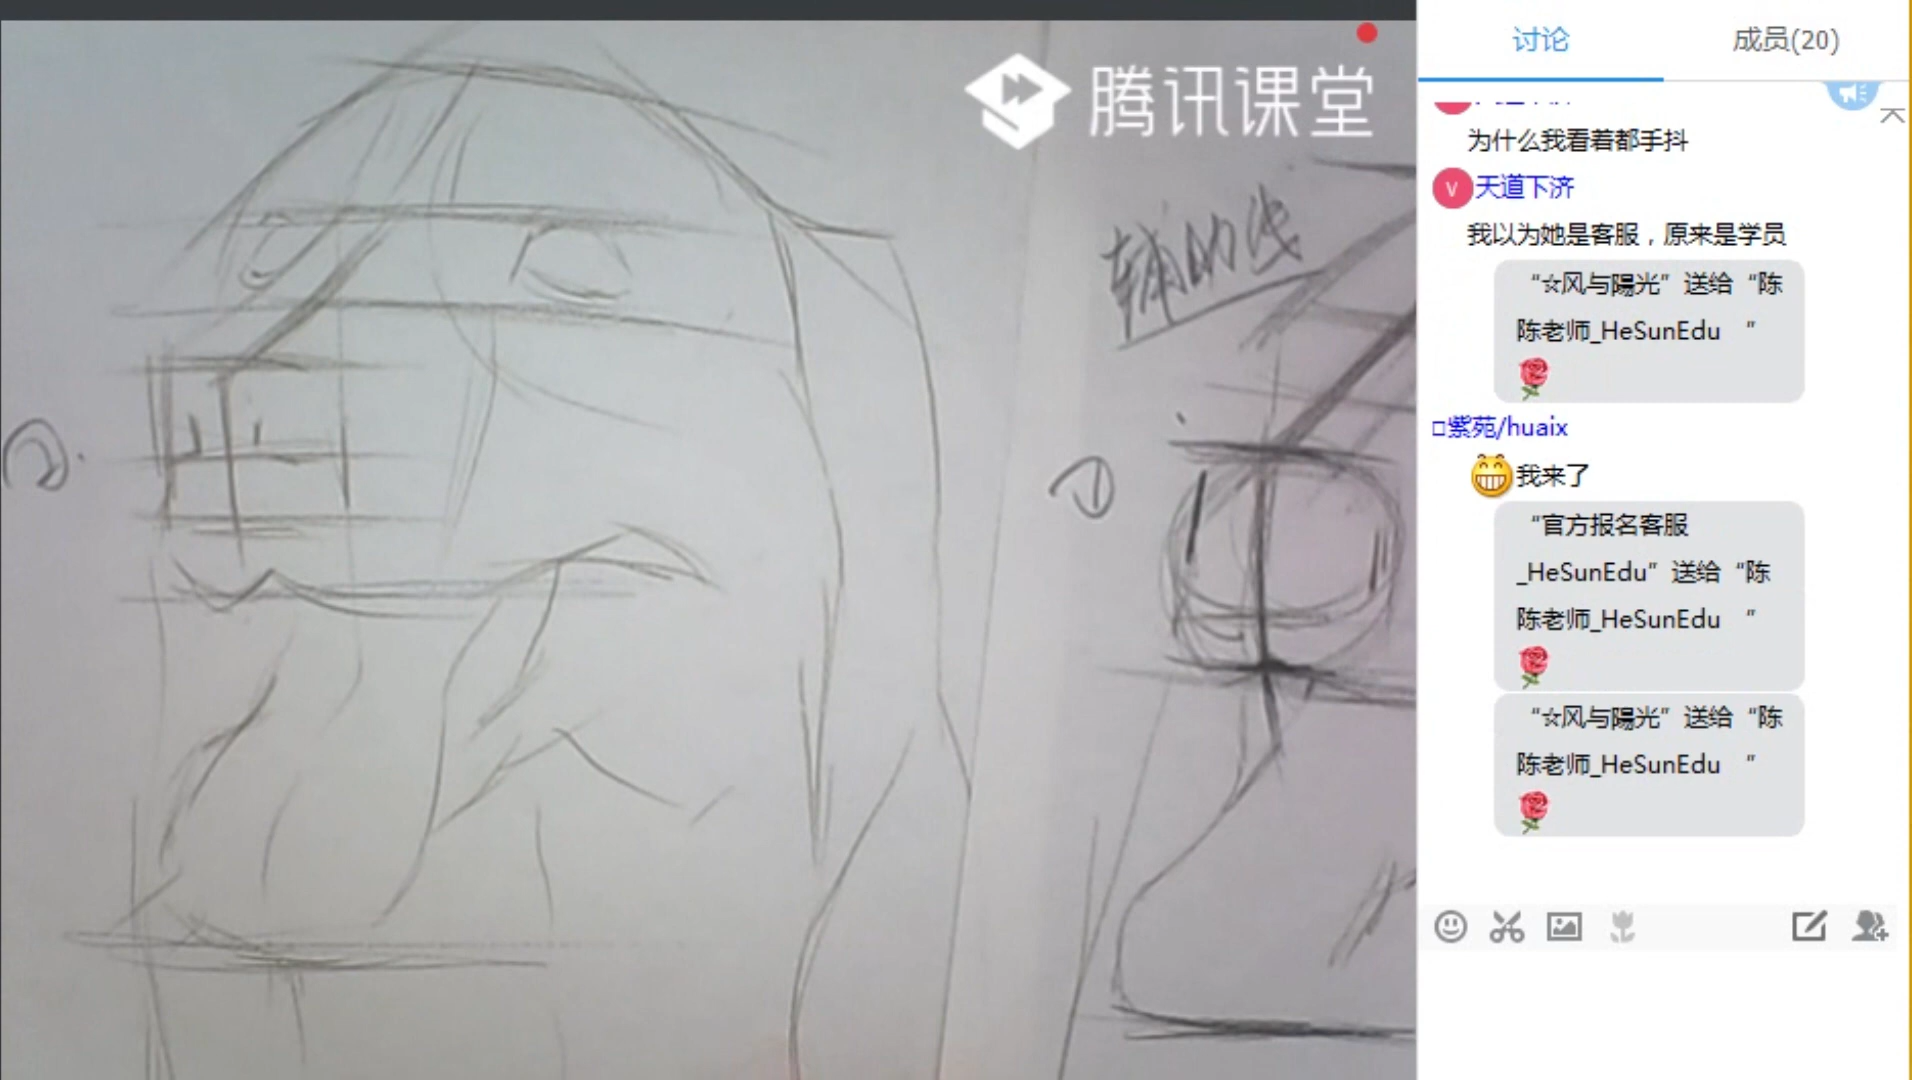 腾讯课堂
辅助线
②.
①
讨论
成员(20)
为什么我看着都手抖
V 天道下济
我以为她是客服，原来是学员
“☆风与陽光”送给“陈
陈老师_HeSunEdu ”
□紫苑/huaix
我来了
“官方报名客服
_HeSunEdu”送给“陈
陈老师_HeSunEdu ”
“☆风与陽光”送给“陈
陈老师_HeSunEdu ”